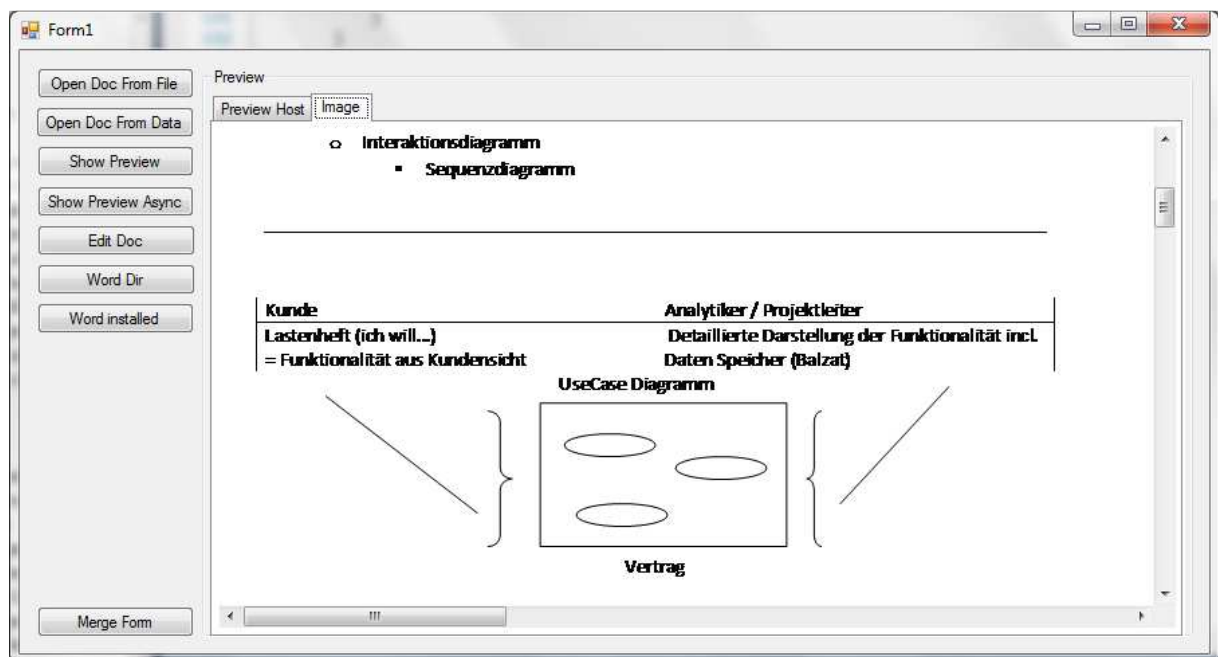 Form1
Open Doc From File
Open Doc From Data
Show Preview
Show Preview Async
Edit Doc
Word Dir
Word installed
Merge Form
Preview
Preview Host Image
o Interaktionsdiagramm
▪ Sequenzdiagramm
Kunde Analytiker / Projektleiter
Lastenheft (ich will...) Detaillierte Darstellung der Funktionalität incl.
= Funktionalität aus Kundensicht Daten Speicher (Balzat)
UseCase Diagramm
Vertrag